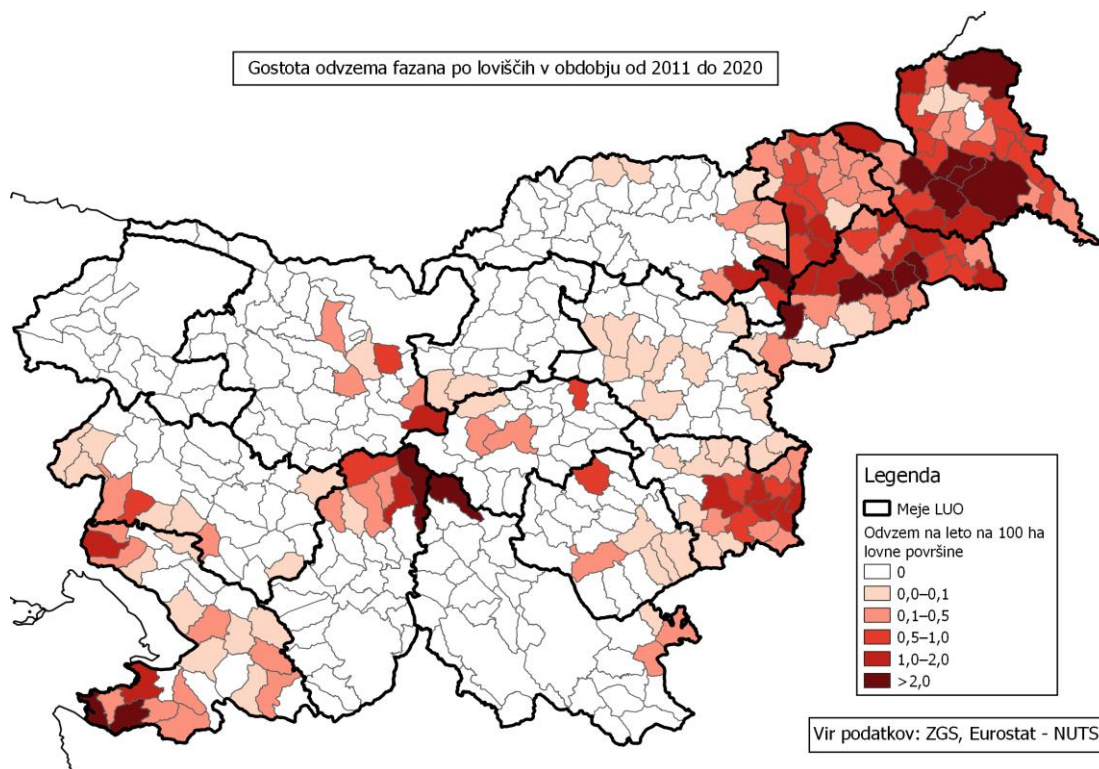 Gostota odvzema fazana po loviščih v obdobju od 2011 do 2020
Legenda
Meje LUO
Odvzem na leto na 100 ha
lovne površine
0
0,0–0,1
0,1–0,5
0,5–1,0
1,0–2,0
>2,0
Vir podatkov: ZGS, Eurostat - NUTS